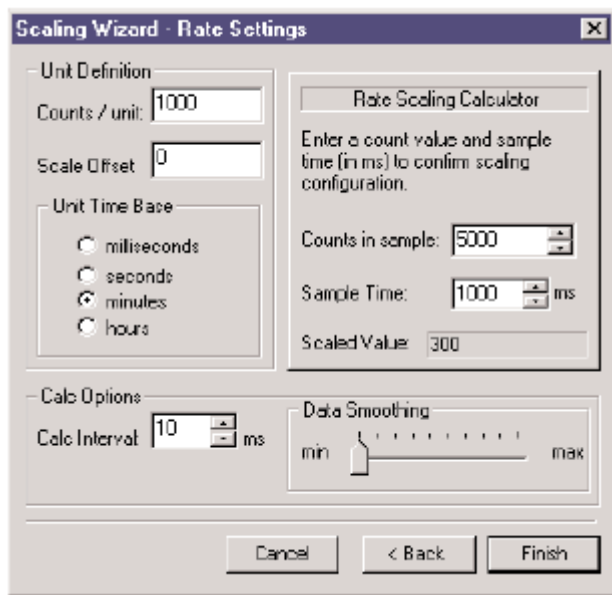 Scaling Wizard - Rate Settings
Unit Definition
Counts / unit: 1000
Scale Offset 0
Unit Time Base
milliseconds
seconds
minutes
hours
Rate Scaling Calculator
Enter a count value and sample
time (in ms) to confirm scaling
configuration.
Counts in sample: 5000
Sample Time: 1000 ms
Scaled Value: 300
Calc Options
Calc Interval: 10 ms
Data Smoothing
min max
Cancel < Back Finish